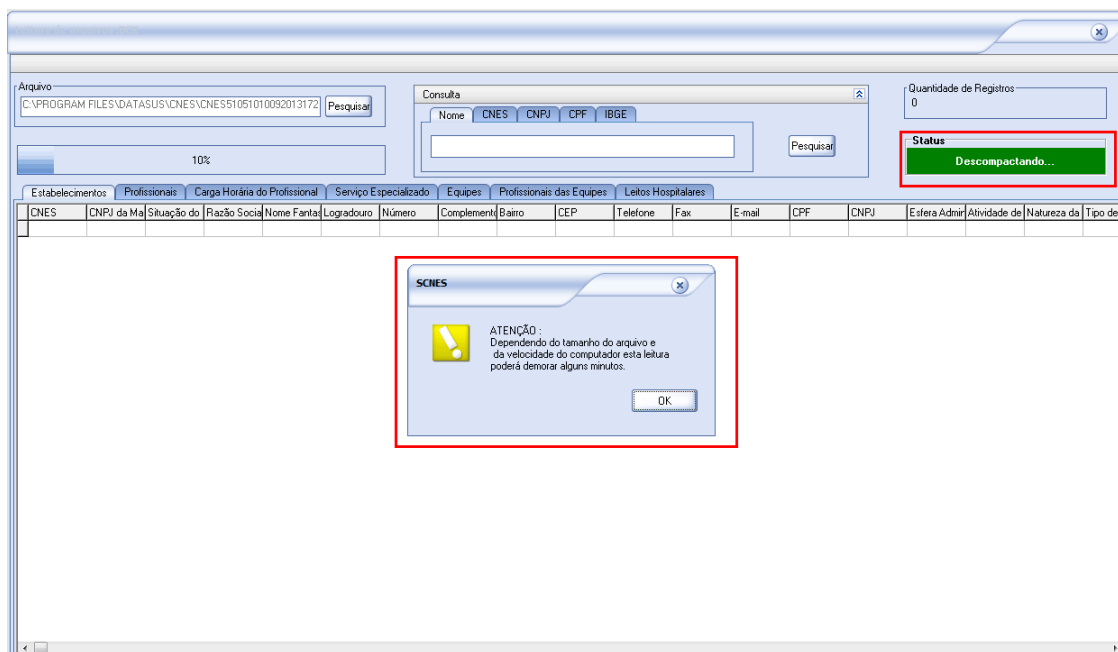 Arquivo
C:\PROGRAM FILES\DATASUS\CNES\CNES51051010092013172
Pesquisar
10%
Consulta
Nome CNES CNPJ CPF IBGE
Pesquisar
Quantidade de Registros
0
Status
Descompactando...
Estabelecimentos Profissionais Carga Horária do Profissional Serviço Especializado Equipes Profissionais das Equipes Leitos Hospitalares
CNES CNPJ da Ma Situação do Razão Socia Nome Fantas Logradouro Número Complemento Bairro CEP Telefone Fax E-mail CPF CNPJ Esfera Admir Atividade de Natureza da Tipo de
SCNES
ATENÇÃO :
Dependendo do tamanho do arquivo e
da velocidade do computador esta leitura
poderá demorar alguns minutos.
OK